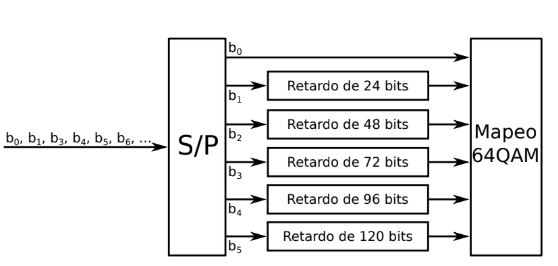 b0
Retardo de 24 bits
b1
b0, b1, b3, b4, b5, b6, ...
S/P
Retardo de 48 bits
b2
Mapeo
64QAM
Retardo de 72 bits
b3
Retardo de 96 bits
b4
Retardo de 120 bits
b5